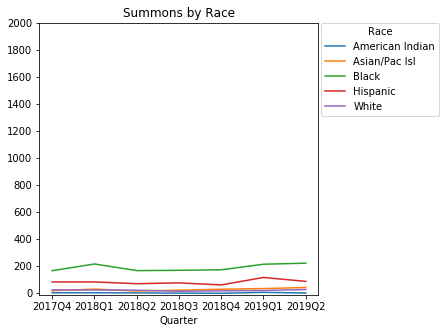 Summons by Race
2000
1800
1600
1400
1200
1000
800
600
400
200
0
2017Q4 2018Q1 2018Q2 2018Q3 2018Q4 2019Q1 2019Q2
Quarter
Race
American Indian
Asian/Pac Isl
Black
Hispanic
White